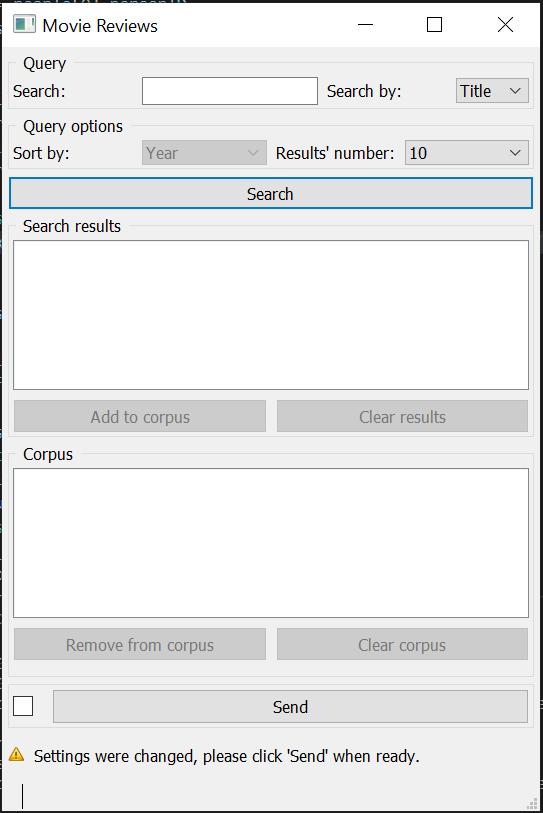 Movie Reviews
Query
Search: Search by: Title
Query options
Sort by: Year Results' number: 10
Search
Search results
Add to corpus Clear results
Corpus
Remove from corpus Clear corpus
Send
Settings were changed, please click 'Send' when ready.